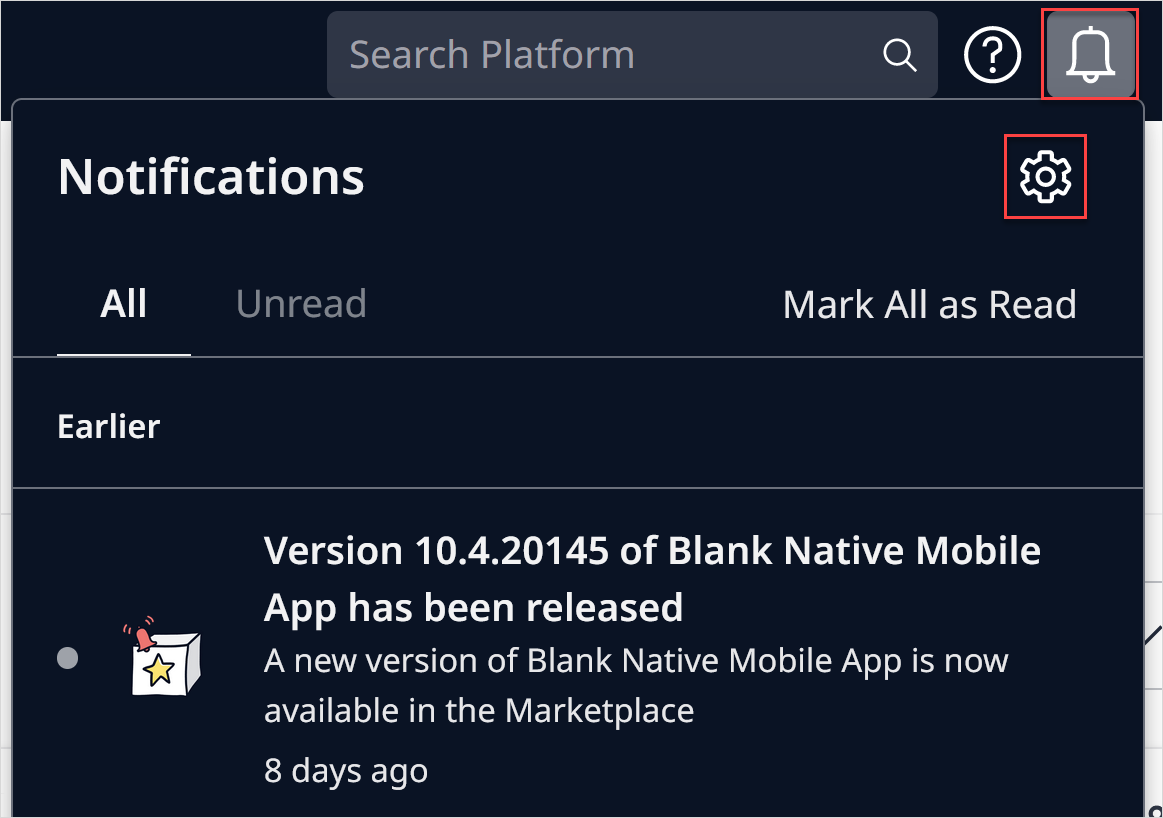 Search Platform
Notifications
All
Unread
Mark All as Read
Earlier
Version 10.4.20145 of Blank Native Mobile
App has been released
A new version of Blank Native Mobile App is now
available in the Marketplace
8 days ago